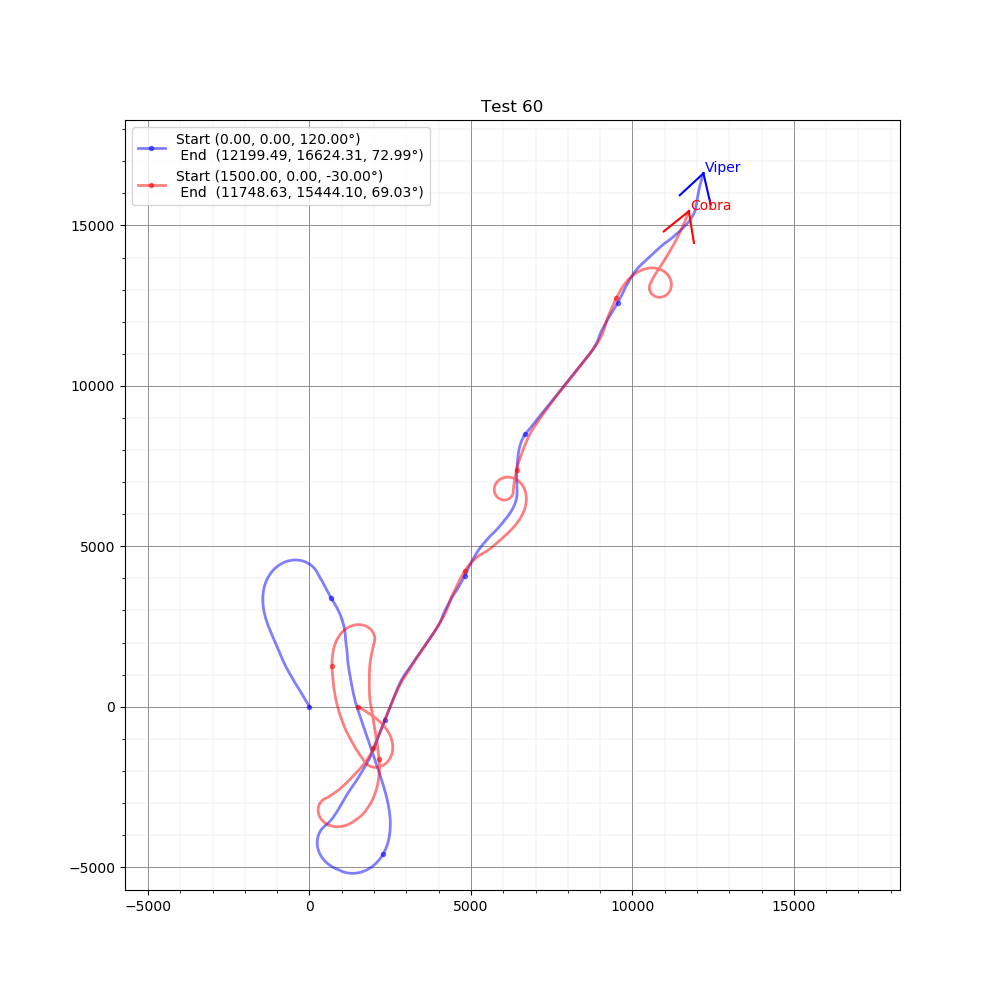 Test 60
Start (0.00, 0.00, 120.00°)
End (12199.49, 16624.31, 72.99°)
Start (1500.00, 0.00, -30.00°)
End (11748.63, 15444.10, 69.03°)
Viper
Cobra
15000
10000
5000
0
−5000
−5000 0 5000 10000 15000